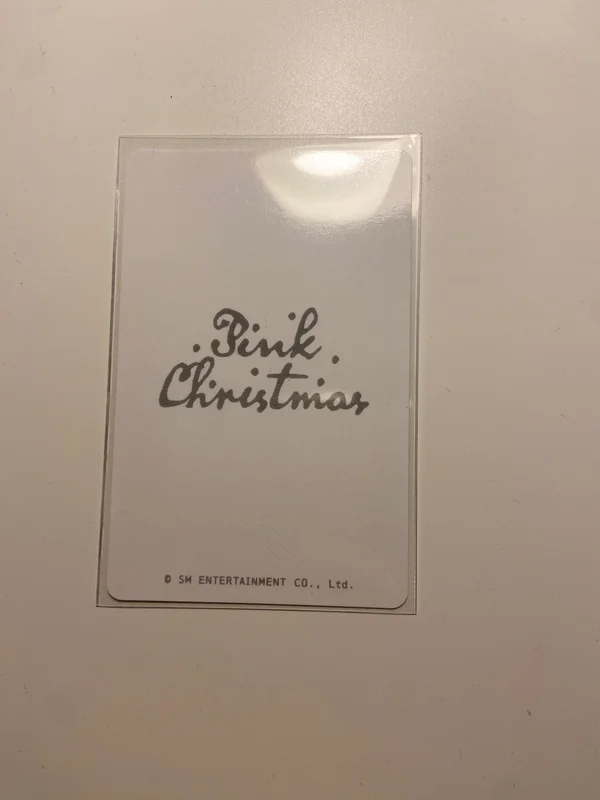 . Pink .
Christmas
© SM ENTERTAINMENT CO., Ltd.